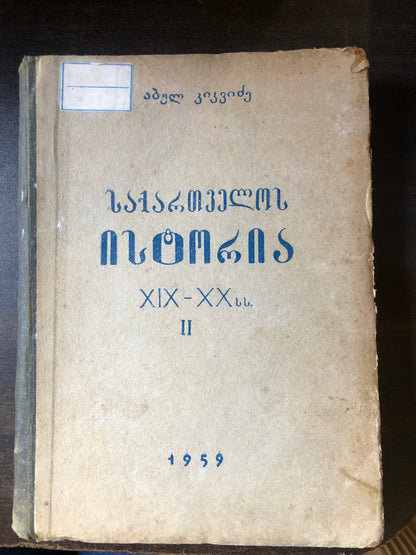 აბელ კიკვიძე
საქართველოს
ისტორია
XIX-XX სს.
II
1959